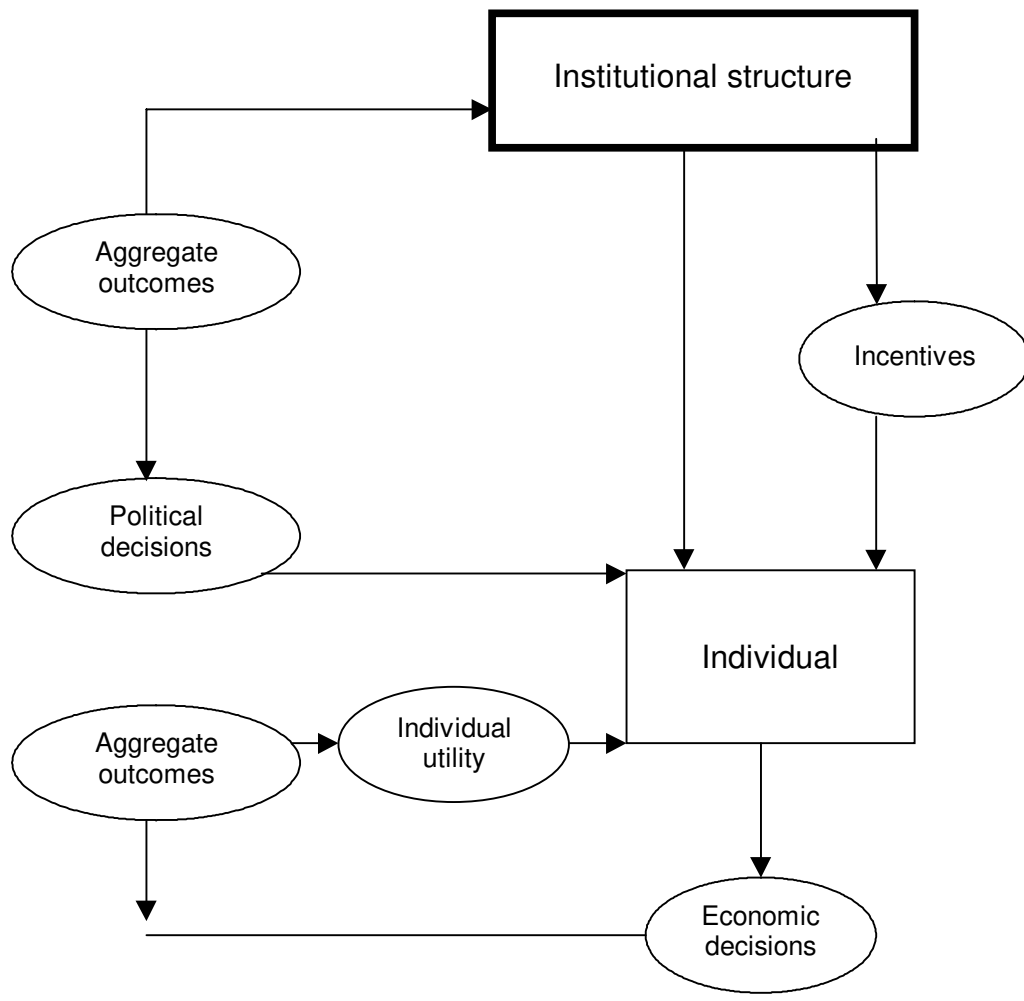 Institutional structure
Aggregate
outcomes
Incentives
Political
decisions
Individual
Aggregate
outcomes
Individual
utility
Economic
decisions